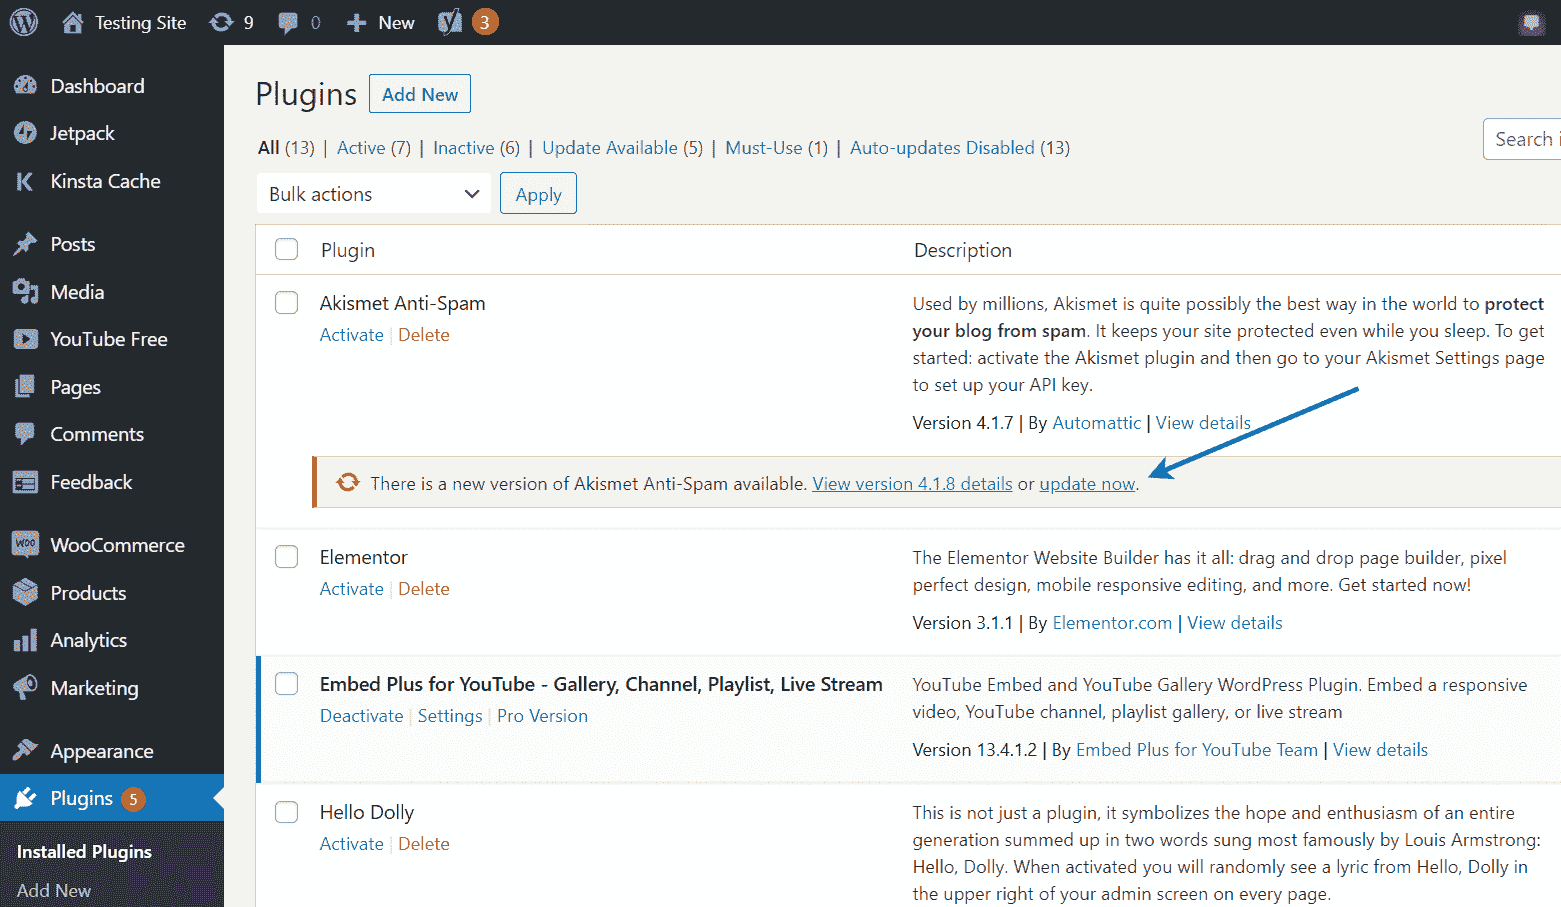 Testing Site 9 0 New 3
Dashboard
Jetpack
Kinsta Cache
Posts
Media
YouTube Free
Pages
Comments
Feedback
WooCommerce
Products
Analytics
Marketing
Appearance
Plugins 5
Installed Plugins
Add New
Plugins Add New
All (13) | Active (7) | Inactive (6) | Update Available (5) | Must-Use (1) | Auto-updates Disabled (13)
Search i
Bulk actions Apply
Plugin Description
Akismet Anti-Spam
Activate | Delete
Used by millions, Akismet is quite possibly the best way in the world to protect
your blog from spam. It keeps your site protected even while you sleep. To get
started: activate the Akismet plugin and then go to your Akismet Settings page
to set up your API key.
Version 4.1.7 | By Automattic | View details
There is a new version of Akismet Anti-Spam available. View version 4.1.8 details or update now.
Elementor
Activate | Delete
The Elementor Website Builder has it all: drag and drop page builder, pixel
perfect design, mobile responsive editing, and more. Get started now!
Version 3.1.1 | By Elementor.com | View details
Embed Plus for YouTube - Gallery, Channel, Playlist, Live Stream
Deactivate | Settings | Pro Version
YouTube Embed and YouTube Gallery WordPress Plugin. Embed a responsive
video, YouTube channel, playlist gallery, or live stream
Version 13.4.1.2 | By Embed Plus for YouTube Team | View details
Hello Dolly
Activate | Delete
This is not just a plugin, it symbolizes the hope and enthusiasm of an entire
generation summed up in two words sung most famously by Louis Armstrong:
Hello, Dolly. When activated you will randomly see a lyric from Hello, Dolly in
the upper right of your admin screen on every page.